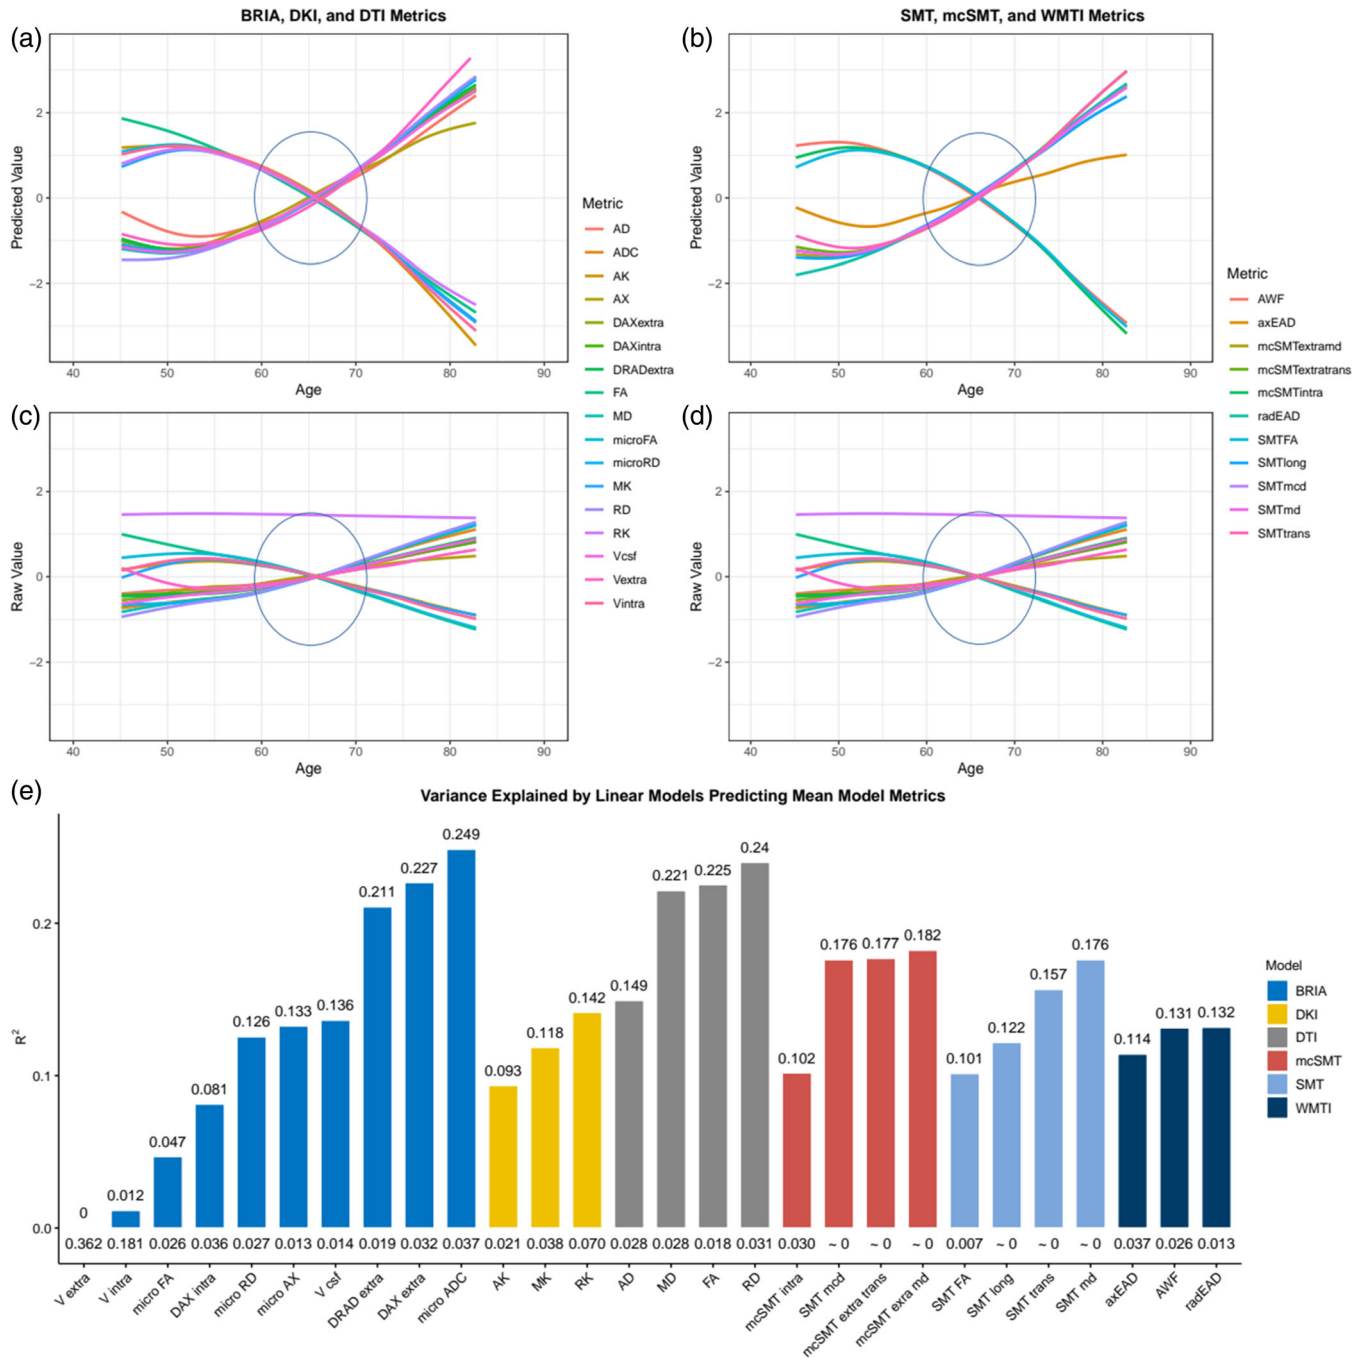 BRIA, DKI, and DTI Metrics
(a)
Predicted Value
2
0
−2
40 50 60 70 80 90
Age
SMT, mcSMT, and WMTI Metrics
(b)
Predicted Value
2
0
−2
40 50 60 70 80 90
Age
(c)
Raw Value
2
0
−2
40 50 60 70 80 90
Age
Metric
AD
ADC
AK
AX
DAXextra
DAXintra
DRADextra
FA
MD
microFA
microRD
MK
RD
RK
Vcsf
Vextra
Vintra
(d)
Raw Value
2
0
−2
40 50 60 70 80 90
Age
Metric
AWF
axEAD
mcSMTextramd
mcSMTextratrans
mcSMTintra
radEAD
SMTFA
SMTlong
SMTmcd
SMTmd
SMTtrans
(e)
Variance Explained by Linear Models Predicting Mean Model Metrics
R²
0.2
0.1
0.0
0 0.012 0.047 0.081 0.126 0.133 0.136 0.211 0.227 0.249 0.093 0.118 0.142 0.149 0.221 0.225 0.24 0.102 0.176 0.177 0.182 0.101 0.122 0.157 0.176 0.114 0.131 0.132
0.362 0.181 0.026 0.036 0.027 0.013 0.014 0.019 0.032 0.037 0.021 0.038 0.070 0.028 0.028 0.018 0.031 0.030 ~ 0 ~ 0 ~ 0 0.007 ~ 0 ~ 0 ~ 0 0.037 0.026 0.013
V extra
V intra
micro FA
DAX intra
micro RD
micro AX
V csf
DRAD extra
DAX extra
micro ADC
AK
MK
RK
AD
MD
FA
RD
mcSMT intra
SMT mcd
mcSMT extra trans
mcSMT exra md
SMT FA
SMT long
SMT trans
SMT md
axEAD
AWF
radEAD
Model
BRIA
DKI
DTI
mcSMT
SMT
WMTI